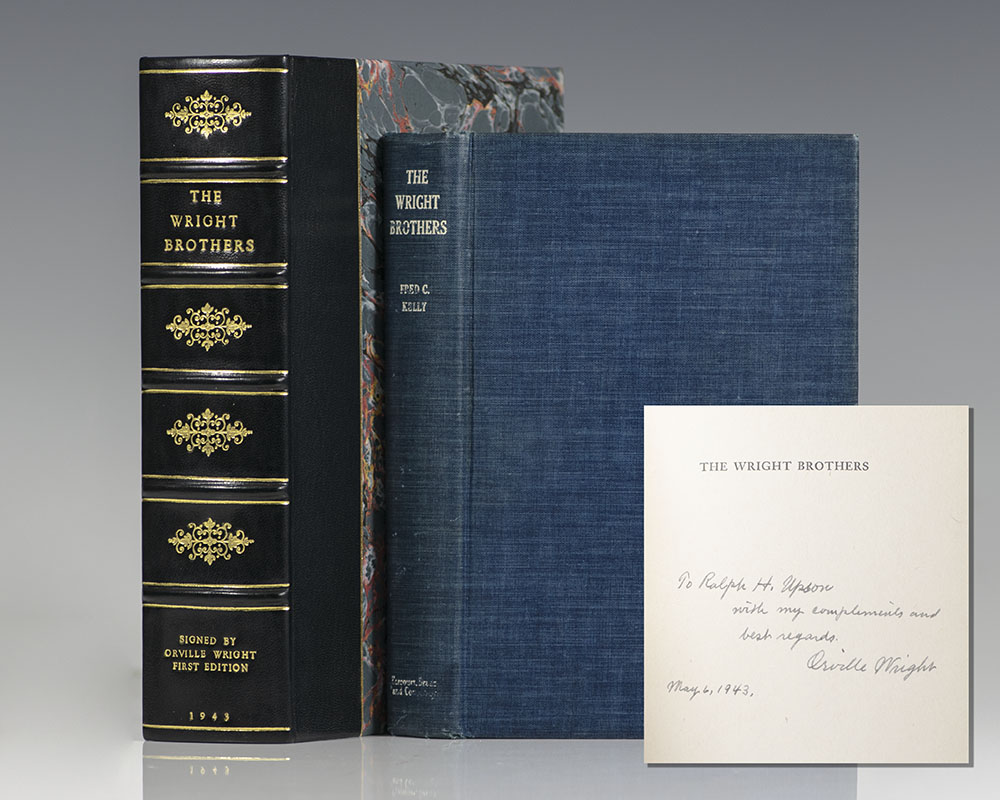 THE
WRIGHT
BROTHERS
SIGNED BY
ORVILLE WRIGHT
FIRST EDITION
1943
THE
WRIGHT
BROTHERS
FRED C.
KELLY
THE WRIGHT BROTHERS
To Ralph H. Upson
with my compliments and
best regards.
Orville Wright
May 6, 1943.